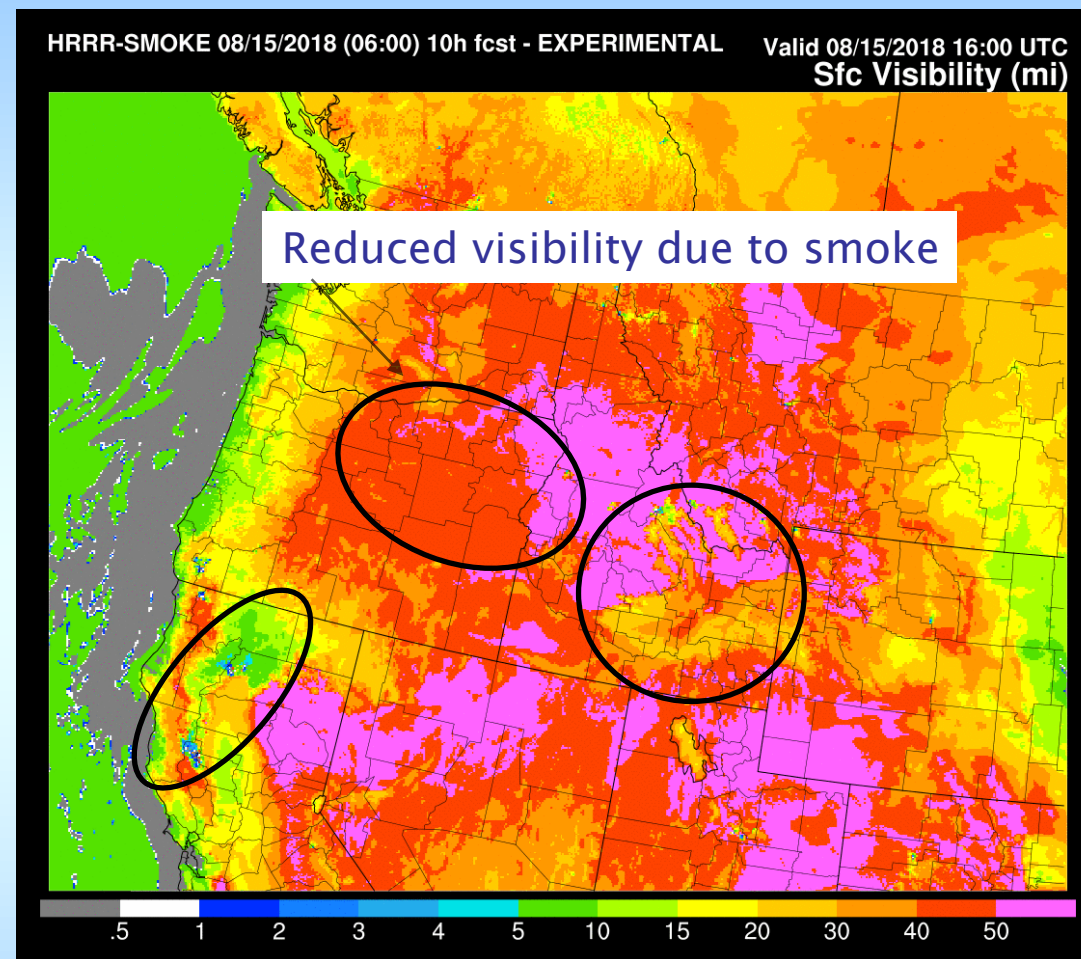 HRRR-SMOKE 08/15/2018 (06:00) 10h fcst - EXPERIMENTAL
Valid 08/15/2018 16:00 UTC
Sfc Visibility (mi)
Reduced visibility due to smoke
.5 1 2 3 4 5 10 15 20 30 40 50